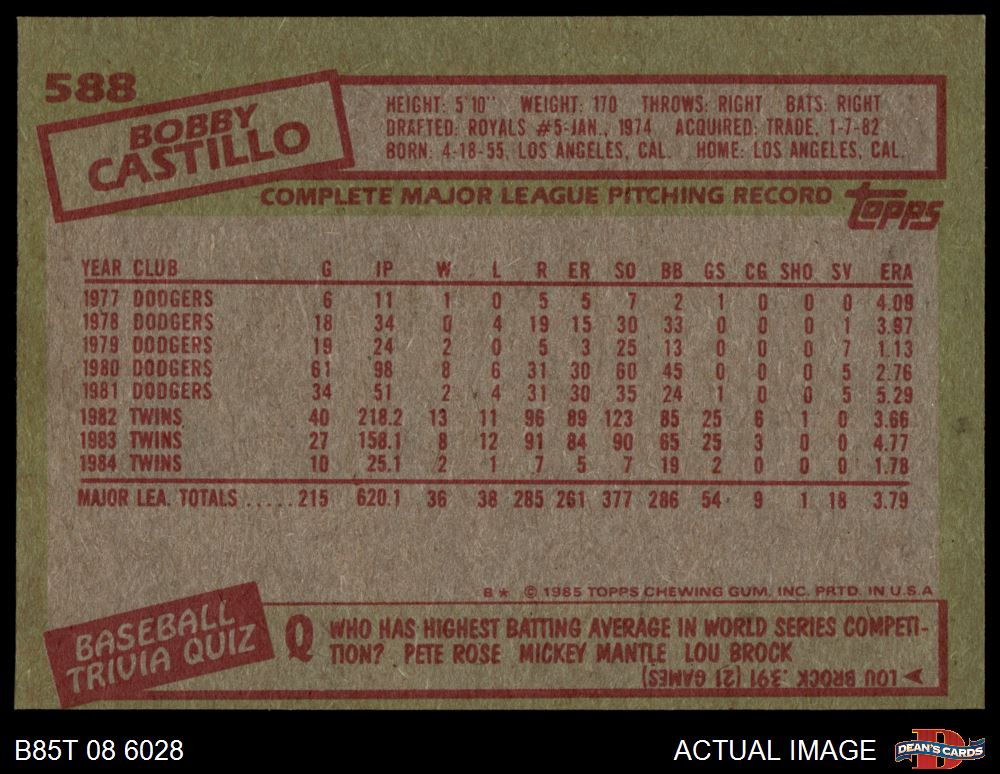 588
BOBBY
CASTILLO
HEIGHT: 5'10" WEIGHT: 170 THROWS: RIGHT BATS: RIGHT
DRAFTED: ROYALS #5-JAN., 1974 ACQUIRED: TRADE, 1-7-82
BORN: 4-18-55, LOS ANGELES, CAL. HOME: LOS ANGELES, CAL.
COMPLETE MAJOR LEAGUE PITCHING RECORD
topps
YEAR CLUB G IP W L R ER SO BB GS CG SHO SV ERA
1977 DODGERS 6 11 1 0 5 5 7 2 1 0 0 0 4.09
1978 DODGERS 18 34 0 4 19 15 30 33 0 0 0 1 3.97
1979 DODGERS 19 24 2 0 5 3 25 13 0 0 0 7 1.13
1980 DODGERS 61 98 8 6 31 30 60 45 0 0 0 5 2.76
1981 DODGERS 34 51 2 4 31 30 35 24 1 0 0 5 5.29
1982 TWINS 40 218.2 13 11 96 89 123 85 25 6 1 0 3.66
1983 TWINS 27 158.1 8 12 91 84 90 65 25 3 0 0 4.77
1984 TWINS 10 25.1 2 1 7 5 7 19 2 0 0 0 1.78
MAJOR LEA. TOTALS ..... 215 620.1 36 38 285 261 377 286 54 9 1 18 3.79
B* © 1985 TOPPS CHEWING GUM, INC. PRTD. IN U.S.A
BASEBALL
TRIVIA QUIZ
Q WHO HAS HIGHEST BATTING AVERAGE IN WORLD SERIES COMPETI-
TION? PETE ROSE MICKEY MANTLE LOU BROCK
LOU BROCK .391 (21 GAMES)
B85T 08 6028
ACTUAL IMAGE
D
DEAN'S CARDS